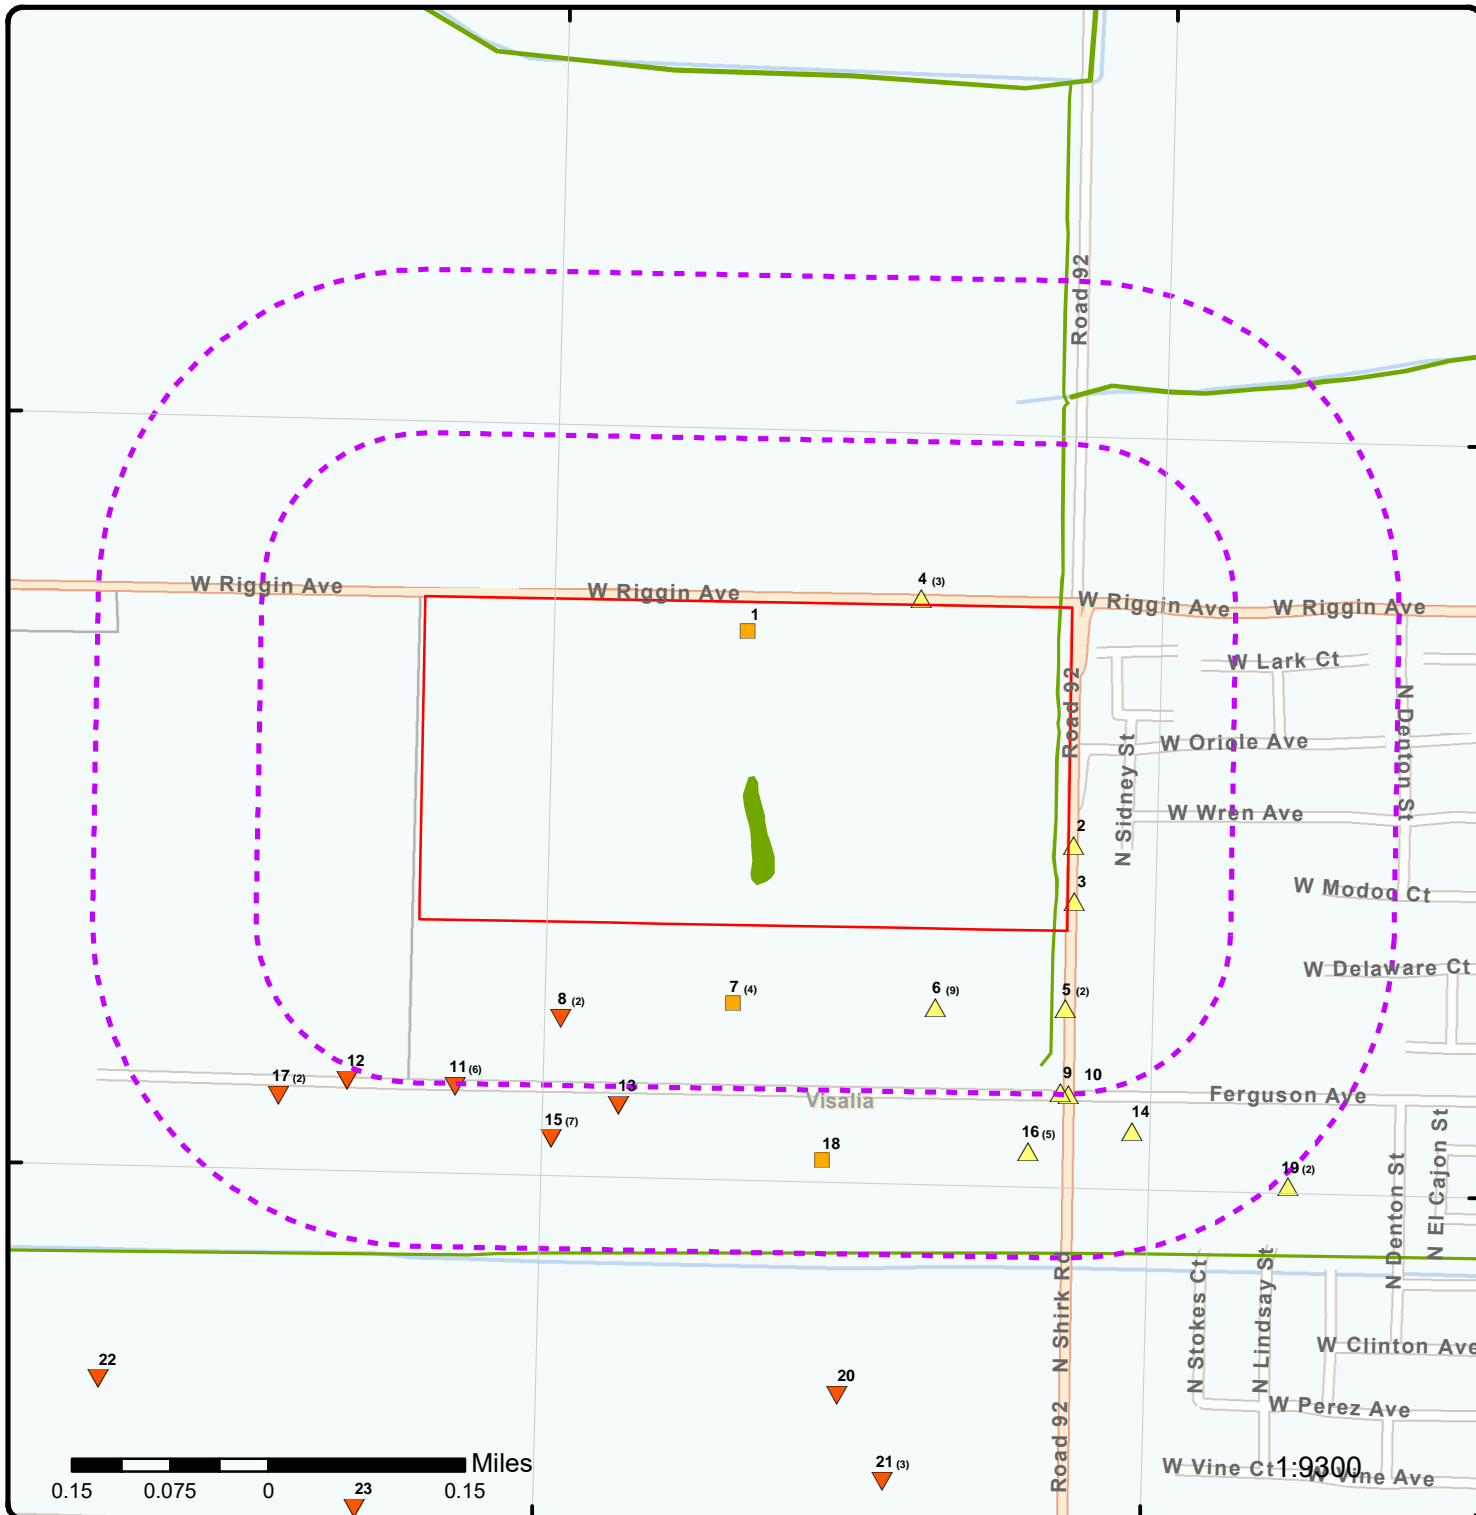 Road 92
W Riggin Ave
W Riggin Ave
4 (3)
W Riggin Ave
W Riggin Ave
1
W Lark Ct
Road 92
N Denton St
N Sidney St
W Oriole Ave
W Wren Ave
2
3
W Modoc Ct
W Delaware Ct
8 (2)
7 (4)
6 (9)
5 (2)
17 (2)
12
11 (6)
13
Visalia
9
10
Ferguson Ave
15 (7)
18
16 (5)
14
19 (2)
N Denton St
N El Cajon St
N Shirk Rd
N Stokes Ct
N Lindsay St
W Clinton Ave
22
20
W Perez Ave
Road 92
21 (3)
W Vine Ct
1:9300
W Vine Ave
Miles
0.15
0.075
0
0.15
23